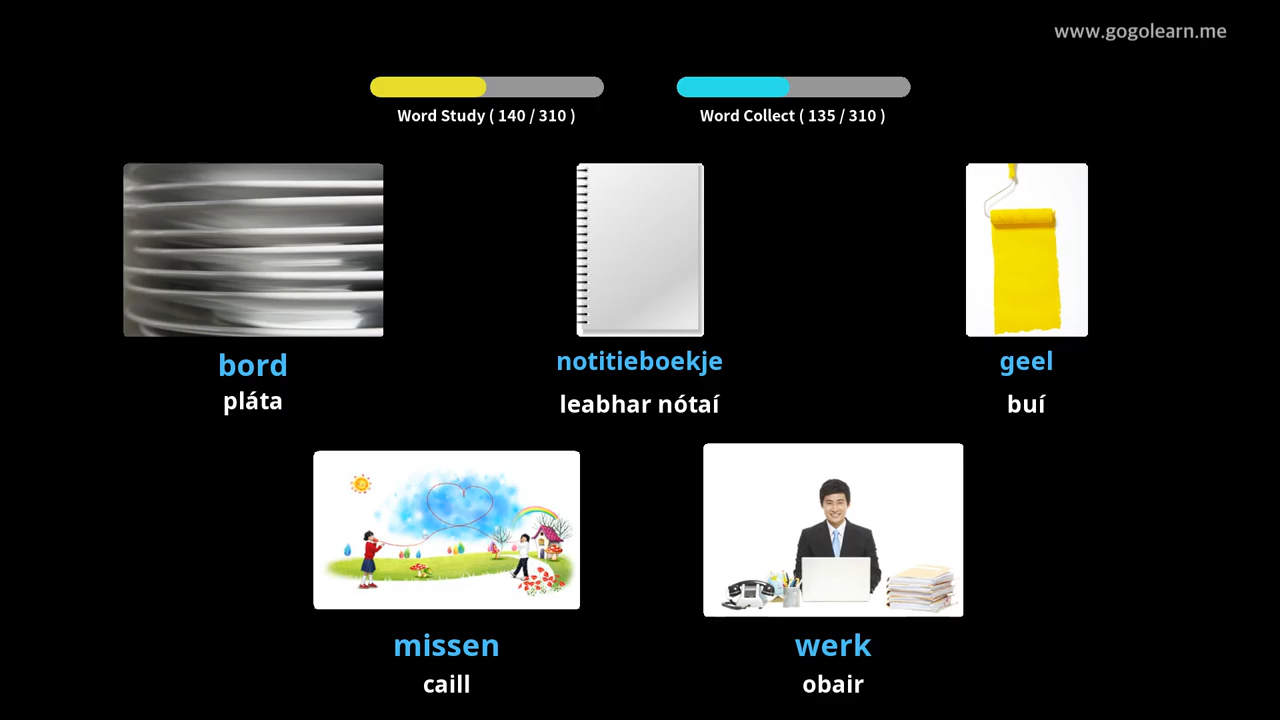 www.gogolearn.me
Word Study ( 140 / 310 )
Word Collect ( 135 / 310 )
bord
pláta
notitieboekje
leabhar nótaí
geel
buí
missen
caill
werk
obair